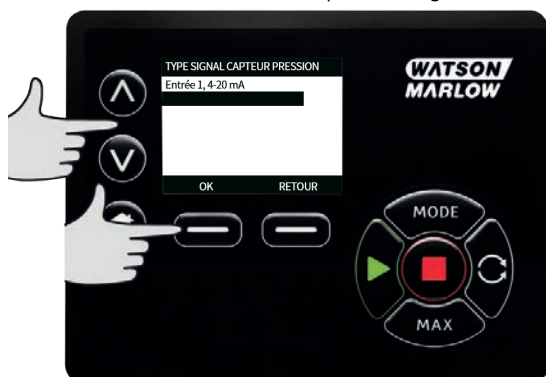 TYPE SIGNAL CAPTEUR PRESSION
Entrée 1, 4-20 mA
OK RETOUR
WATSON
MARLOW
MODE
MAX